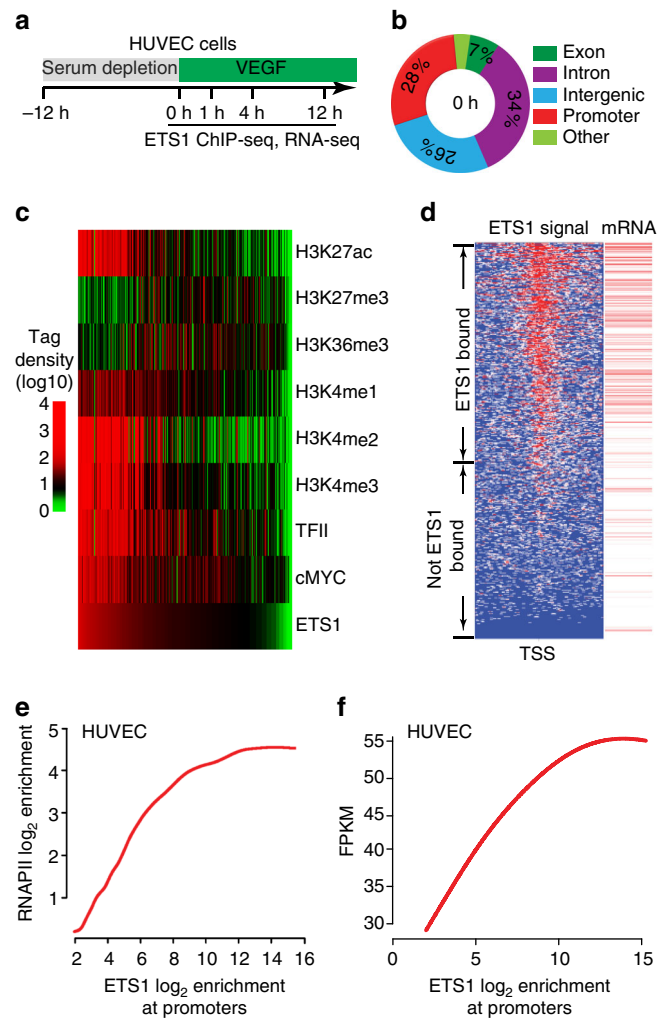 a
HUVEC cells
Serum depletion
VEGF
–12 h
0 h
1 h
4 h
12 h
ETS1 ChIP-seq, RNA-seq
b
7%
34%
26%
28%
0 h
Exon
Intron
Intergenic
Promoter
Other
c
Tag
density
(log10)
4
3
2
1
0
H3K27ac
H3K27me3
H3K36me3
H3K4me1
H3K4me2
H3K4me3
TFII
cMYC
ETS1
d
ETS1 signal
mRNA
ETS1 bound
Not ETS1
bound
TSS
e
HUVEC
RNAPII log2 enrichment
5
4
3
2
1
2 4 6 8 10 12 14 16
ETS1 log2 enrichment
at promoters
f
HUVEC
FPKM
55
50
45
40
35
30
0 5 10 15
ETS1 log2 enrichment
at promoters